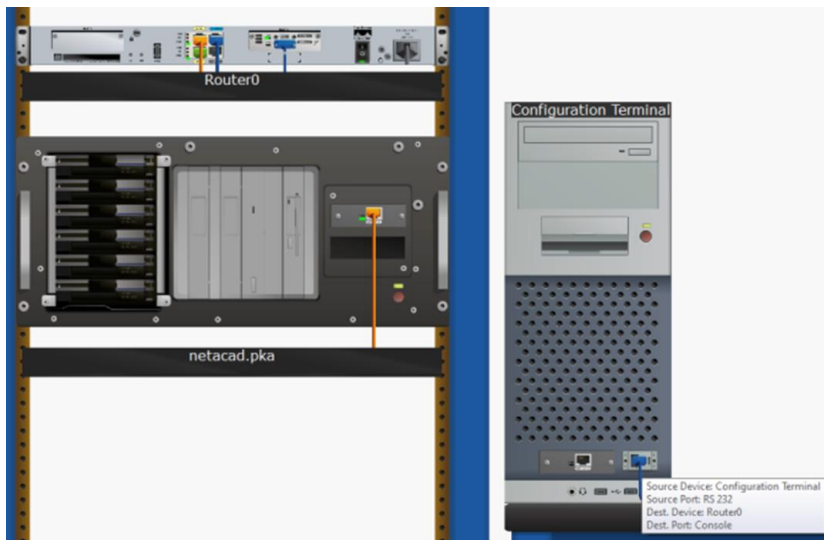 Router0
Configuration Terminal
netacad.pka
Source Device: Configuration Terminal
Source Port: RS 232
Dest. Device: Router0
Dest. Port: Console